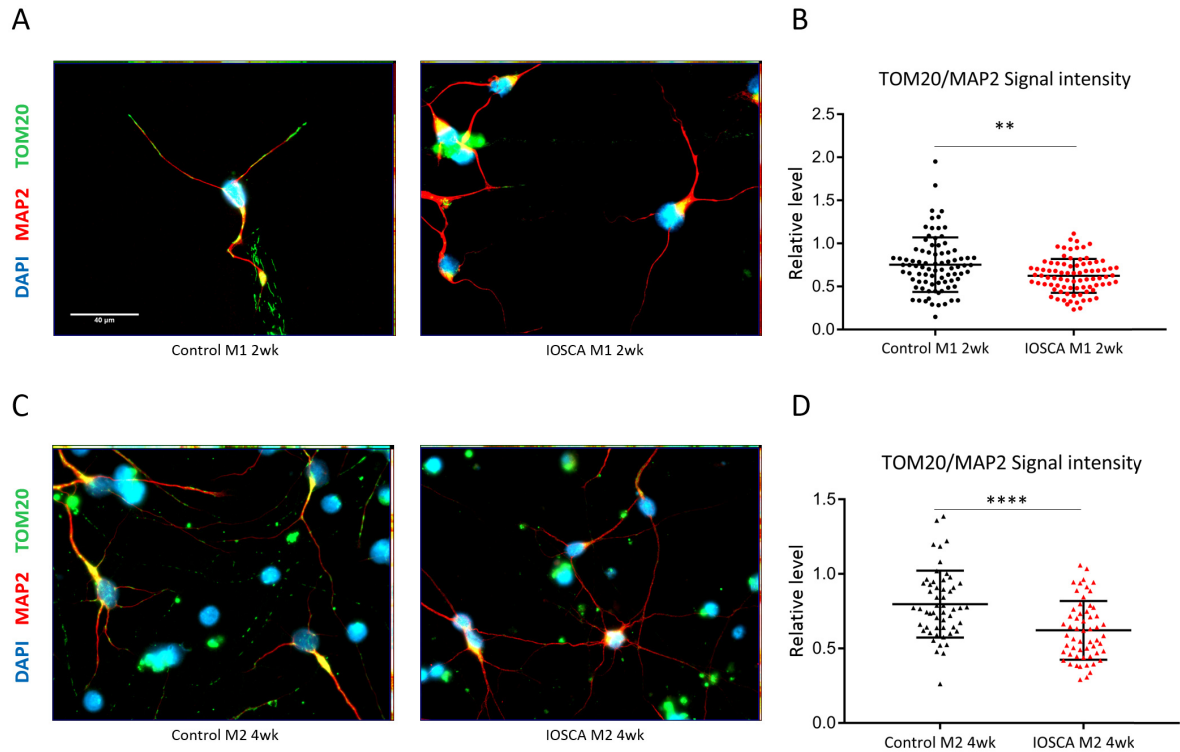 A
DAPI MAP2 TOM20
40 µm
Control M1 2wk
IOSCA M1 2wk
B
TOM20/MAP2 Signal intensity
**
Relative level
2.5
2.0
1.5
1.0
0.5
0.0
Control M1 2wk
IOSCA M1 2wk
C
DAPI MAP2 TOM20
Control M2 4wk
IOSCA M2 4wk
D
TOM20/MAP2 Signal intensity
****
Relative level
1.5
1.0
0.5
0.0
Control M2 4wk
IOSCA M2 4wk